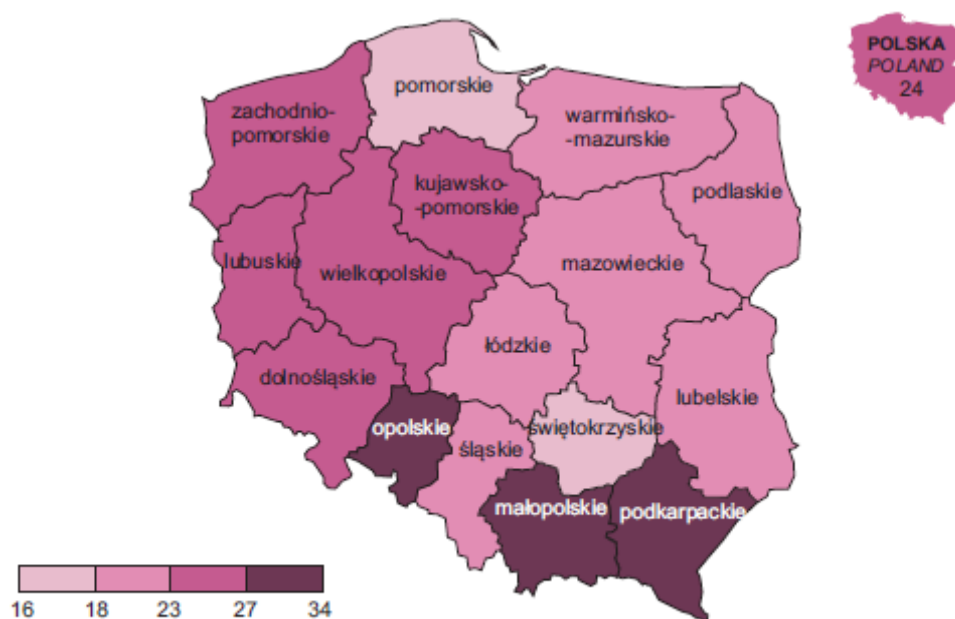 POLSKA
POLAND
24
pomorskie
zachodnio-
pomorskie
warmińsko-
-mazurskie
kujawsko-
-pomorskie
podlaskie
lubuskie
wielkopolskie
mazowieckie
łódzkie
dolnośląskie
lubelskie
opolskie
śląskie
świętokrzyskie
małopolskie
podkarpackie
16 18 23 27 34